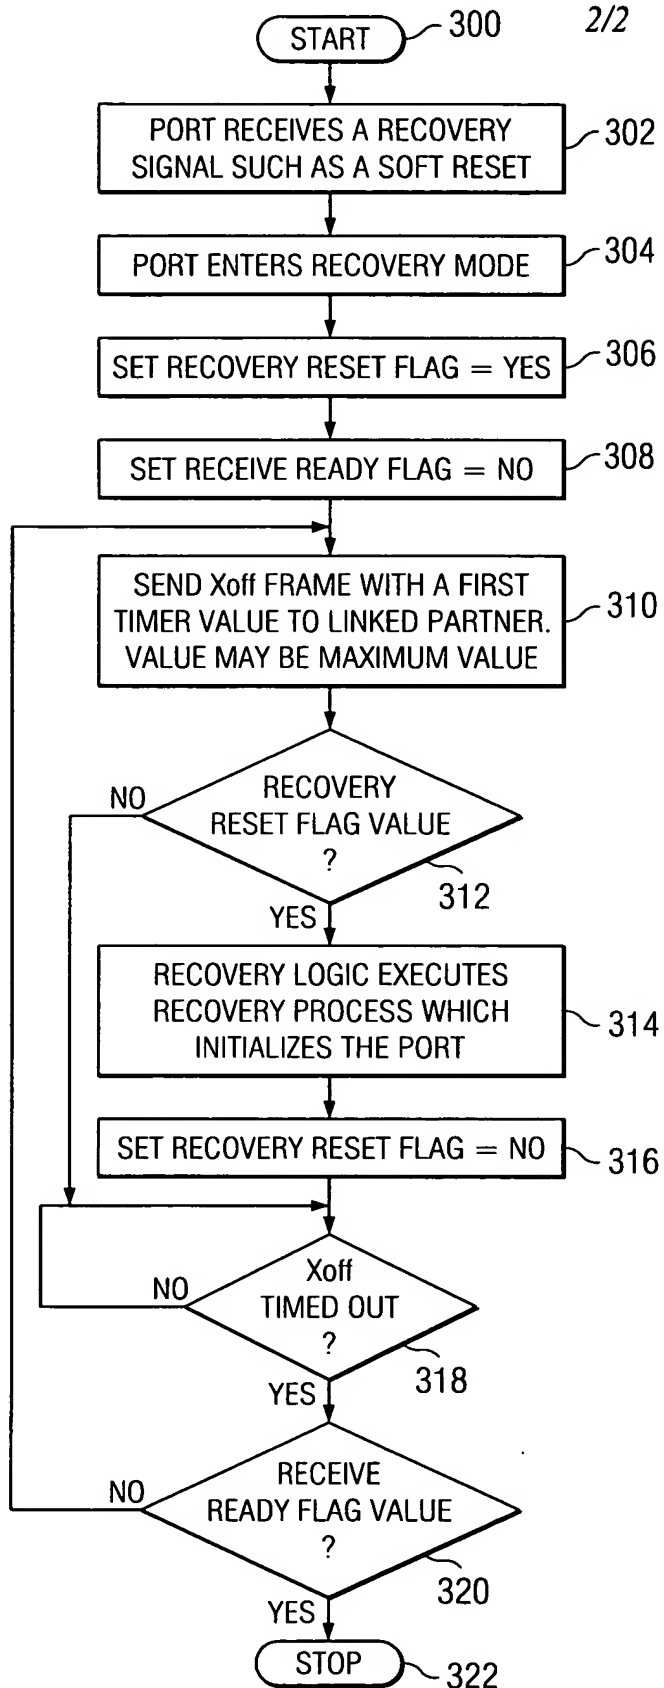 2/2
START
300
PORT RECEIVES A RECOVERY
SIGNAL SUCH AS A SOFT RESET
302
PORT ENTERS RECOVERY MODE
304
SET RECOVERY RESET FLAG = YES
306
SET RECEIVE READY FLAG = NO
308
SEND Xoff FRAME WITH A FIRST
TIMER VALUE TO LINKED PARTNER.
VALUE MAY BE MAXIMUM VALUE
310
NO
RECOVERY
RESET FLAG VALUE
?
312
YES
RECOVERY LOGIC EXECUTES
RECOVERY PROCESS WHICH
INITIALIZES THE PORT
314
SET RECOVERY RESET FLAG = NO
316
NO
Xoff
TIMED OUT
?
318
YES
NO
RECEIVE
READY FLAG VALUE
?
320
YES
STOP
322